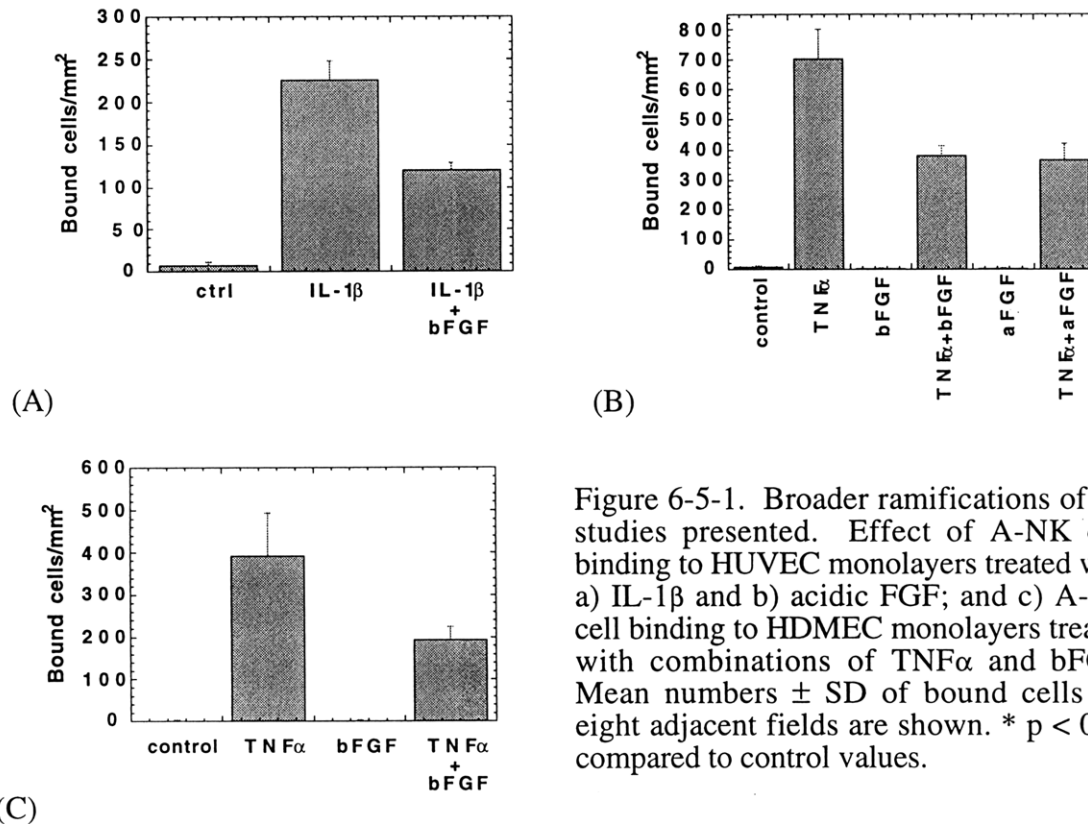 300
250
200
150
100
50
0
Bound cells/mm²
ctrl
IL-1β
IL-1β
+
bFGF
(A)
800
700
600
500
400
300
200
100
0
Bound cells/mm²
control
TNFα
bFGF
TNFα+bFGF
aFGF
TNFα+aFGF
(B)
600
500
400
300
200
100
0
Bound cells/mm²
control
TNFα
bFGF
TNFα
+
bFGF
(C)
Figure 6-5-1. Broader ramifications of
studies presented. Effect of A-NK
binding to HUVEC monolayers treated
a) IL-1β and b) acidic FGF; and c) A-
cell binding to HDMEC monolayers trea
with combinations of TNFα and bFG
Mean numbers ± SD of bound cells
eight adjacent fields are shown. * p < 0
compared to control values.